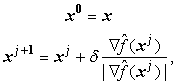 x⁰ = x
xʲ⁺¹ = xʲ + δ ∇f̂(xʲ) / |∇f̂(xʲ)|,